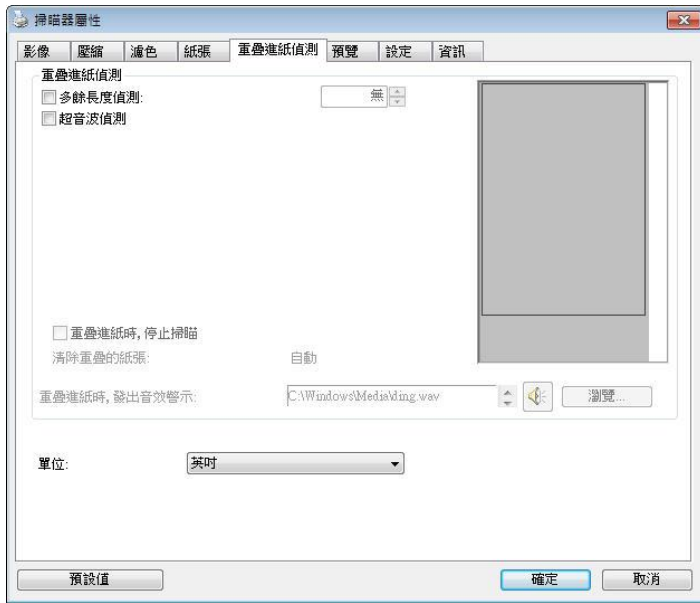 掃瞄器屬性
影像 壓縮 濾色 紙張 重疊進紙偵測 預覽 設定 資訊
重疊進紙偵測
多餘長度偵測: 無
超音波偵測
重疊進紙時, 停止掃瞄
清除重疊的紙張: 自動
重疊進紙時, 發出音效警示: C:\Windows\Media\ding.wav 瀏覽...
單位: 英吋
預設值 確定 取消